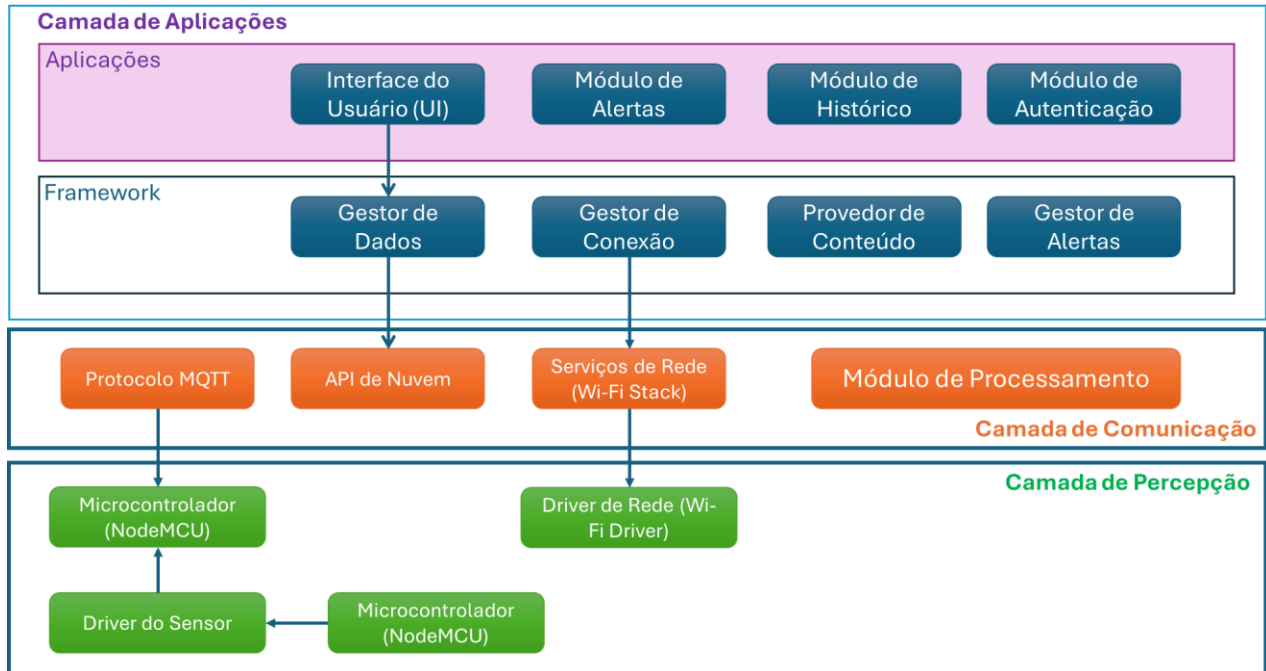 Camada de Aplicações
Aplicações
Interface do
Usuário (UI)
Módulo de
Alertas
Módulo de
Histórico
Módulo de
Autenticação
Framework
Gestor de
Dados
Gestor de
Conexão
Provedor de
Conteúdo
Gestor de
Alertas
Protocolo MQTT
API de Nuvem
Serviços de Rede
(Wi-Fi Stack)
Módulo de Processamento
Camada de Comunicação
Camada de Percepção
Microcontrolador
(NodeMCU)
Driver de Rede (Wi-
Fi Driver)
Driver do Sensor
Microcontrolador
(NodeMCU)